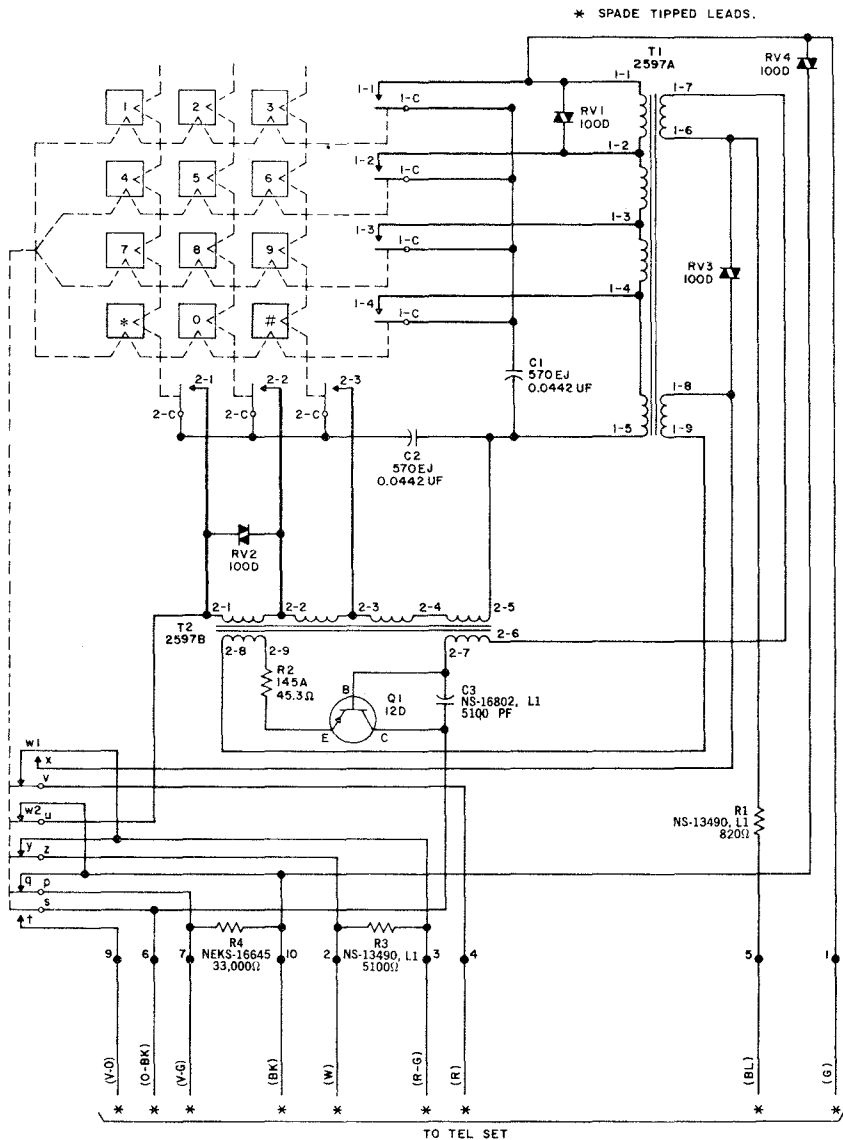 * SPADE TIPPED LEADS.
T1
2597A
RV4
100D
1-1
1-7
1 2 3
1-1
1-C
RV1
100D
1-6
1-2
1-2
4 5 6
1-C
1-3
1-3
7 8 9
1-C
RV3
100D
1-4
1-4
* 0 #
1-C
C1
570EJ
0.0442UF
2-1 2-2 2-3
1-8
2-C 2-C 2-C
1-5 1-9
C2
570EJ
0.0442UF
RV2
100D
2-1 2-2 2-3 2-4 2-5
T2
2597B
2-6
2-8 2-9 2-7
R2
145A
45.3Ω
B
Q1
12D
C3
NS-16802, L1
5100 PF
E C
w1
x
v
w2 u
R1
NS-13490, L1
820Ω
y z
q p
s
t
R4
NEKS-16645
33,000Ω
R3
NS-13490, L1
5100Ω
9 6 7 10 2 3 4 5 1
(V-O) (O-BK) (V-G) (BK) (W) (R-G) (R) (BL) (G)
* * * * * * * * *
TO TEL SET